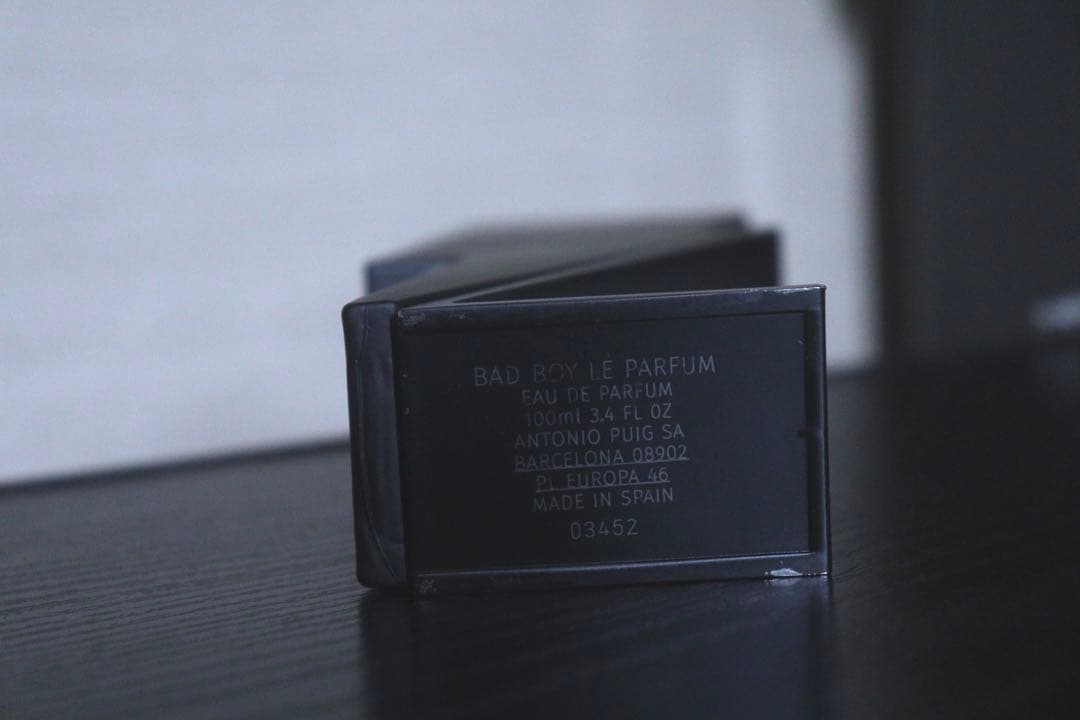 BAD BOY LE PARFUM
EAU DE PARFUM
100ml 3.4 FL OZ
ANTONIO PUIG SA
BARCELONA 08902
PL EUROPA 46
MADE IN SPAIN
03452